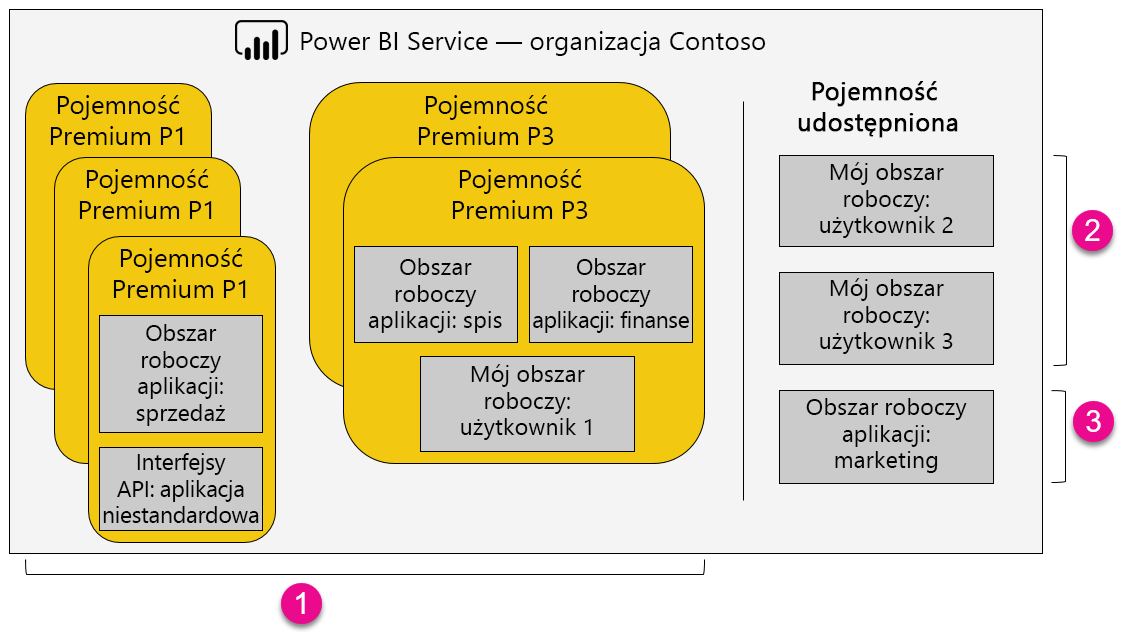 Power BI Service — organizacja Contoso
Pojemność
Premium P1
Pojemność
Premium P1
Pojemność
Premium P1
Obszar
roboczy
aplikacji:
sprzedaż
Interfejsy
API: aplikacja
niestandardowa
Pojemność
Premium P3
Pojemność
Premium P3
Obszar
roboczy
aplikacji: spis
Obszar
roboczy
aplikacji: finanse
Mój obszar
roboczy:
użytkownik 1
Pojemność
udostępniona
Mój obszar
roboczy:
użytkownik 2
Mój obszar
roboczy:
użytkownik 3
Obszar roboczy
aplikacji:
marketing
2
3
1